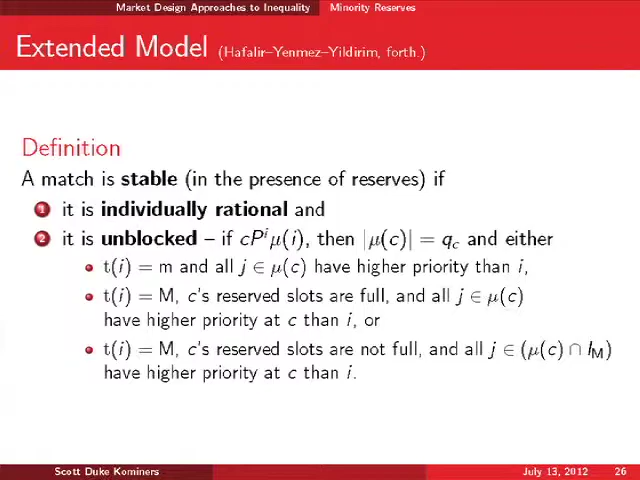 Market Design Approaches to Inequality Minority Reserves
Extended Model (Hafalir–Yenmez–Yildirim, forth.)
Definition
A match is stable (in the presence of reserves) if
1 it is individually rational and
2 it is unblocked – if cPⁱμ(i), then |μ(c)| = q_c and either
• t(i) = m and all j ∈ μ(c) have higher priority than i,
• t(i) = M, c's reserved slots are full, and all j ∈ μ(c)
have higher priority at c than i, or
• t(i) = M, c's reserved slots are not full, and all j ∈ (μ(c) ∩ I_M)
have higher priority at c than i.
Scott Duke Kominers July 13, 2012 26